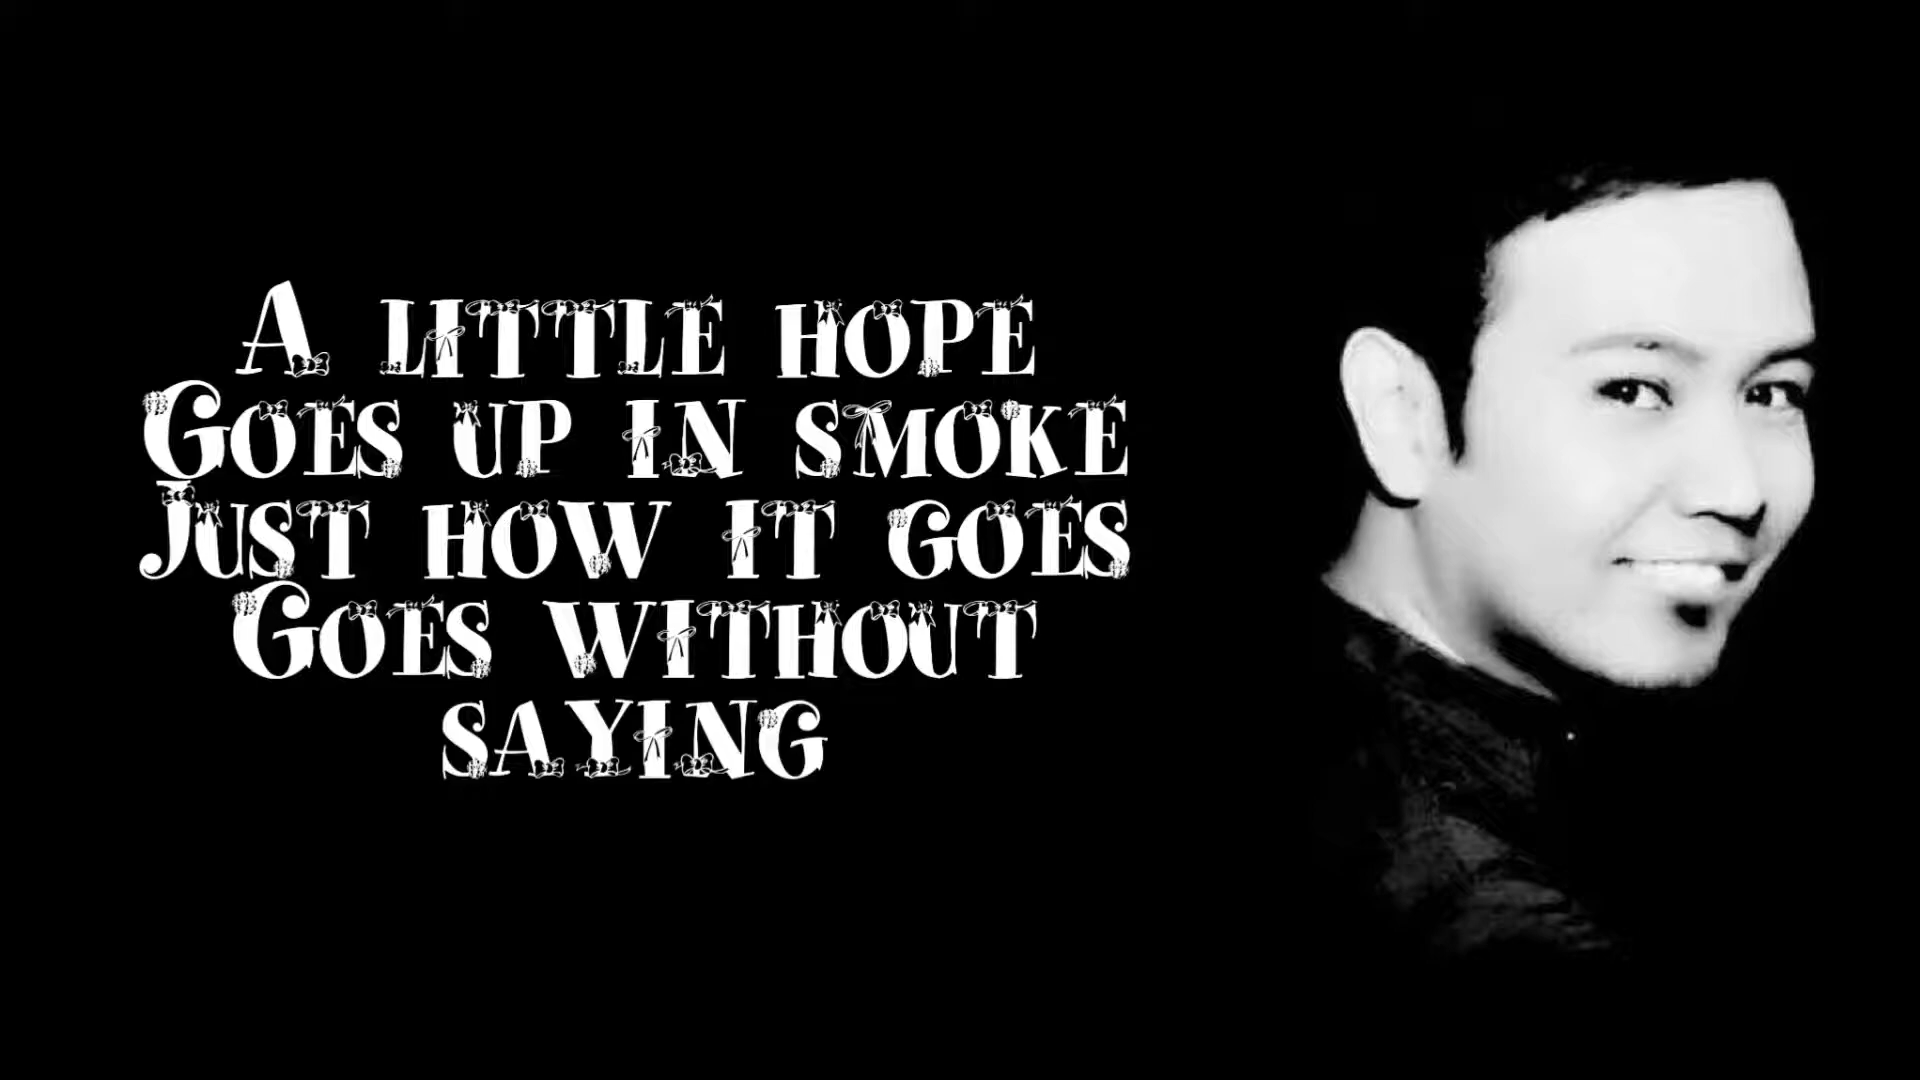 A little hope
Goes up in smoke
Just how it goes
Goes without
saying